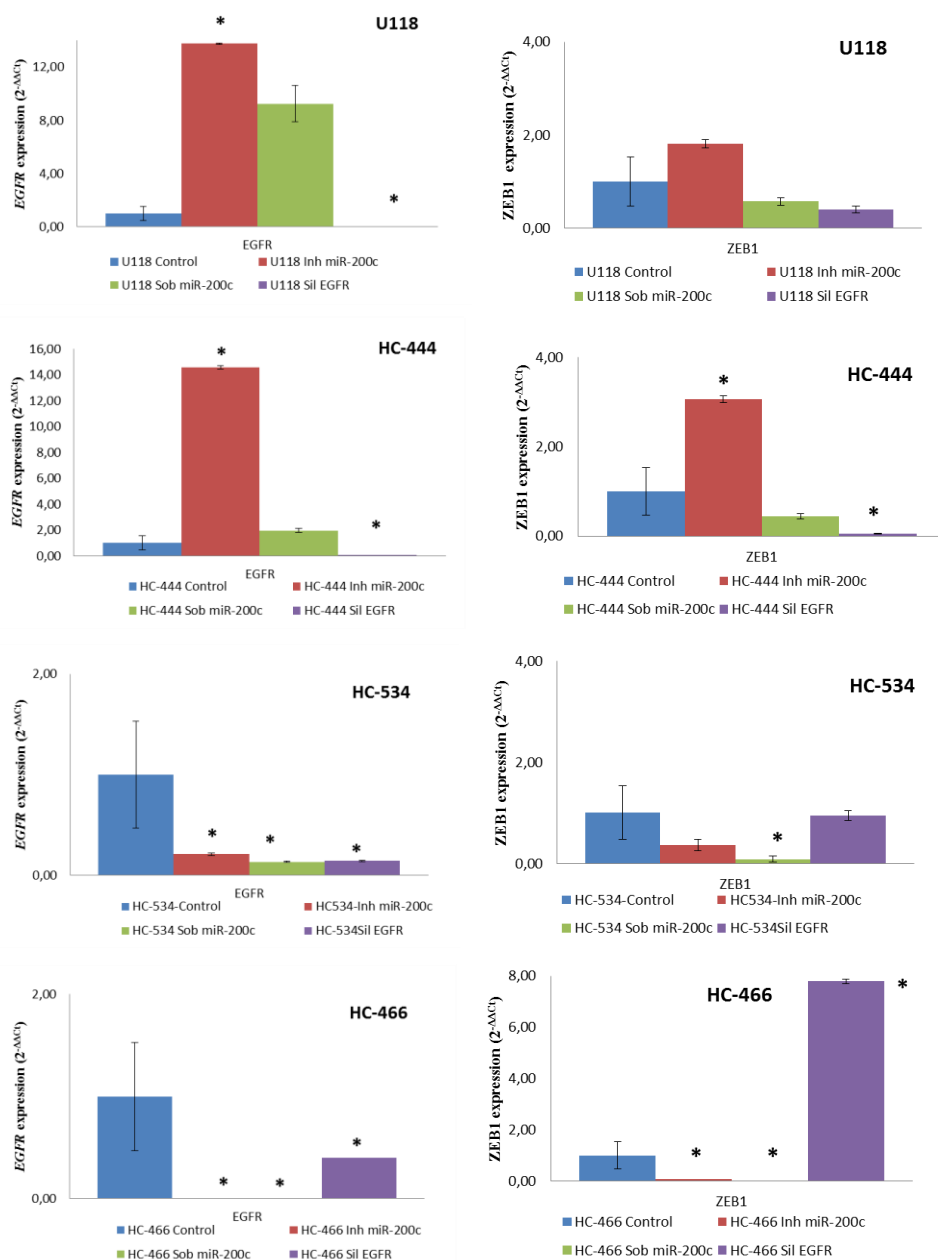 U118
EGFR expression (2-ΔΔCt)
12,00
8,00
4,00
0,00
*
*
EGFR
U118 Control
U118 Inh miR-200c
U118 Sob miR-200c
U118 Sil EGFR
U118
ZEB1 expression (2-ΔΔCt)
4,00
2,00
0,00
ZEB1
U118 Control
U118 Inh miR-200c
U118 Sob miR-200c
U118 Sil EGFR
HC-444
EGFR expression (2-ΔΔCt)
16,00
14,00
12,00
10,00
8,00
6,00
4,00
2,00
0,00
*
*
EGFR
HC-444 Control
HC-444 Inh miR-200c
HC-444 Sob miR-200c
HC-444 Sil EGFR
HC-444
ZEB1 expression (2-ΔΔCt)
4,00
2,00
0,00
*
*
ZEB1
HC-444 Control
HC-444 Inh miR-200c
HC-444 Sob miR-200c
HC-444 Sil EGFR
HC-534
EGFR expression (2-ΔΔCt)
2,00
0,00
*
*
*
EGFR
HC-534-Control
HC534-Inh miR-200c
HC-534 Sob miR-200c
HC-534Sil EGFR
HC-534
ZEB1 expression (2-ΔΔCt)
4,00
2,00
0,00
*
ZEB1
HC-534-Control
HC534-Inh miR-200c
HC-534 Sob miR-200c
HC-534Sil EGFR
HC-466
EGFR expression (2-ΔΔCt)
2,00
0,00
*
*
*
EGFR
HC-466 Control
HC-466 Inh miR-200c
HC-466 Sob miR-200c
HC-466 Sil EGFR
HC-466
ZEB1 expression (2-ΔΔCt)
8,00
6,00
4,00
2,00
0,00
*
*
*
ZEB1
HC-466 Control
HC-466 Inh miR-200c
HC-466 Sob miR-200c
HC-466 Sil EGFR